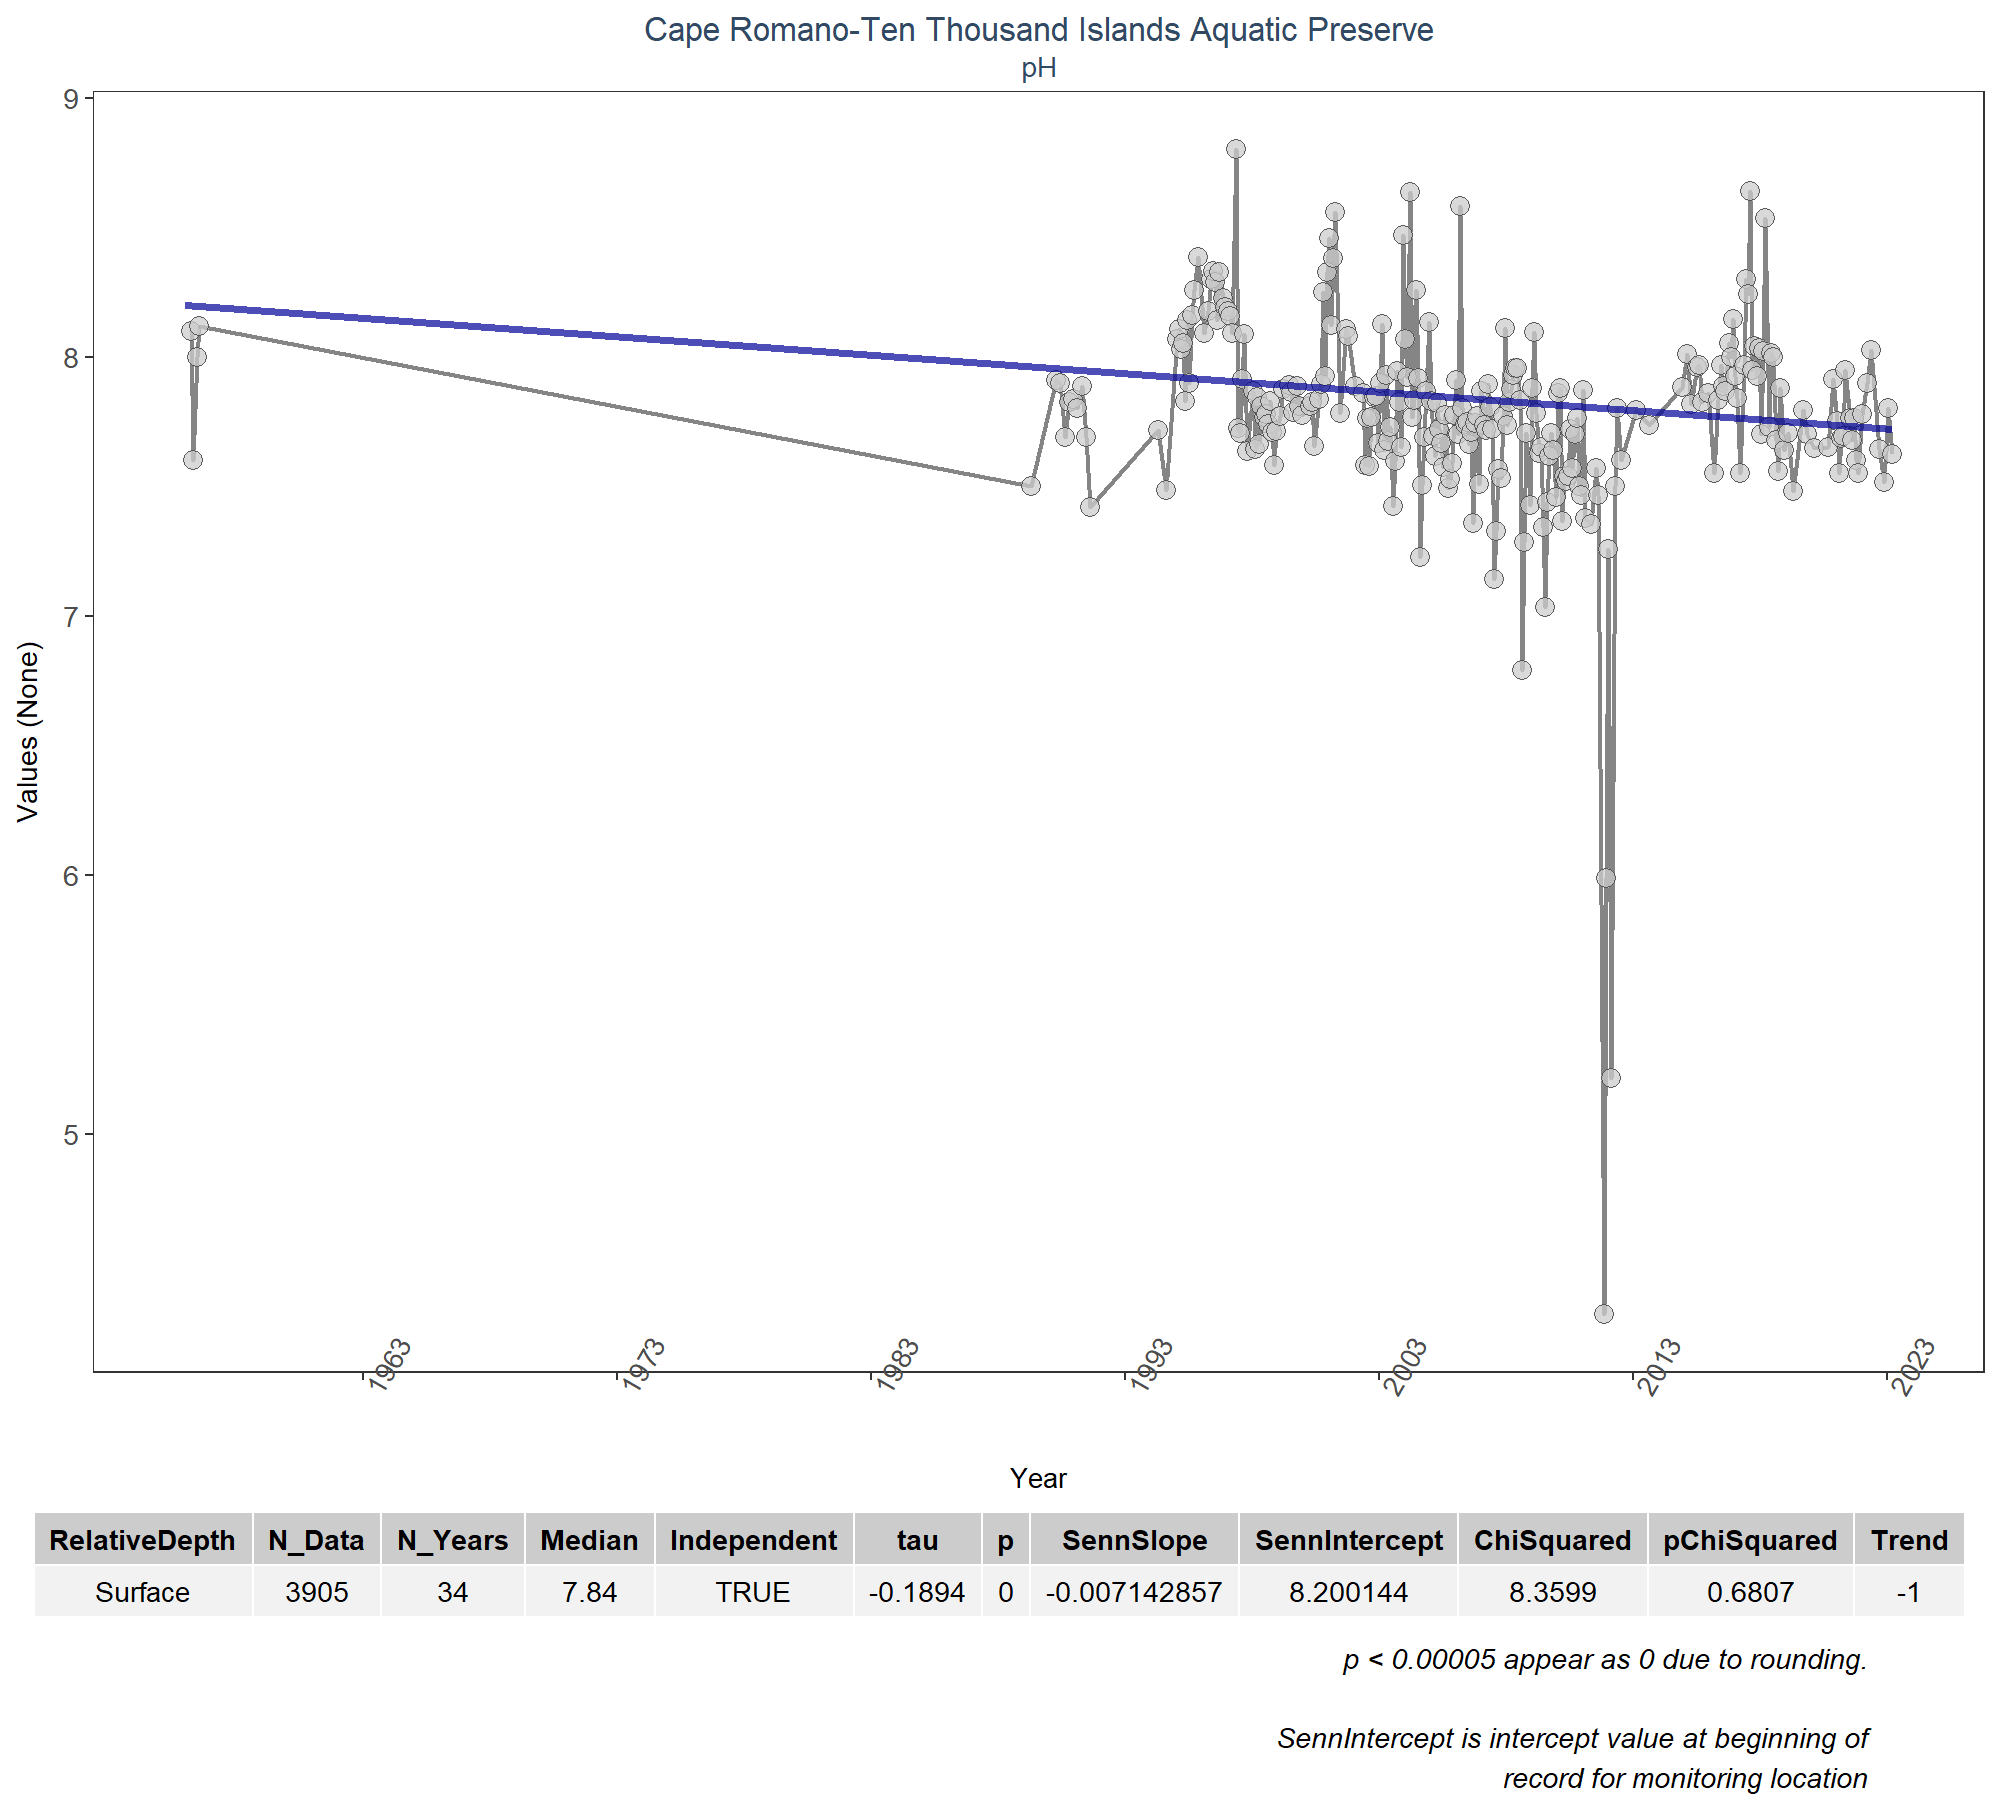 Cape Romano-Ten Thousand Islands Aquatic Preserve
pH
9
8
7
6
5
Values (None)
1963 1973 1983 1993 2003 2013 2023
Year
RelativeDepth N_Data N_Years Median Independent tau p SennSlope SennIntercept ChiSquared pChiSquared Trend
Surface 3905 34 7.84 TRUE -0.1894 0 -0.007142857 8.200144 8.3599 0.6807 -1
p < 0.00005 appear as 0 due to rounding.
SennIntercept is intercept value at beginning of
record for monitoring location